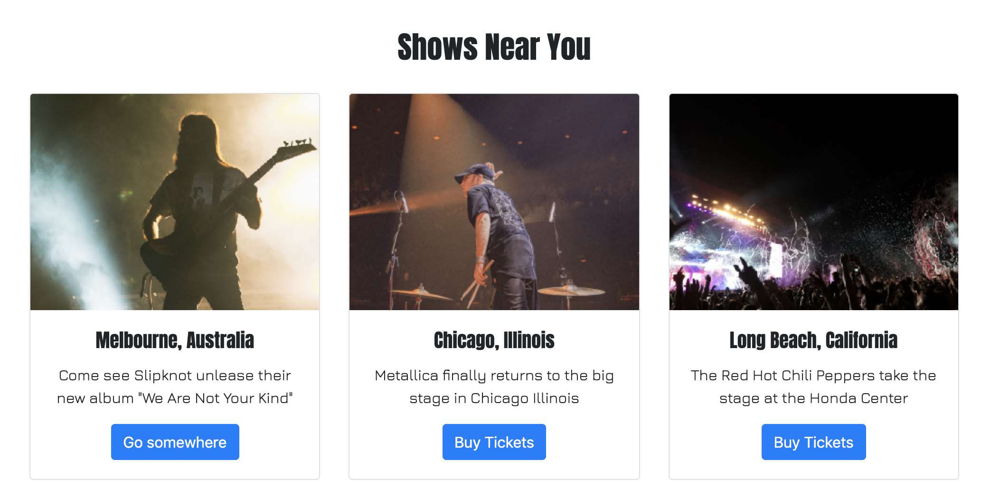 Shows Near You
Melbourne, Australia
Come see Slipknot unlease their
new album "We Are Not Your Kind"
Go somewhere
Chicago, Illinois
Metallica finally returns to the big
stage in Chicago Illinois
Buy Tickets
Long Beach, California
The Red Hot Chili Peppers take the
stage at the Honda Center
Buy Tickets